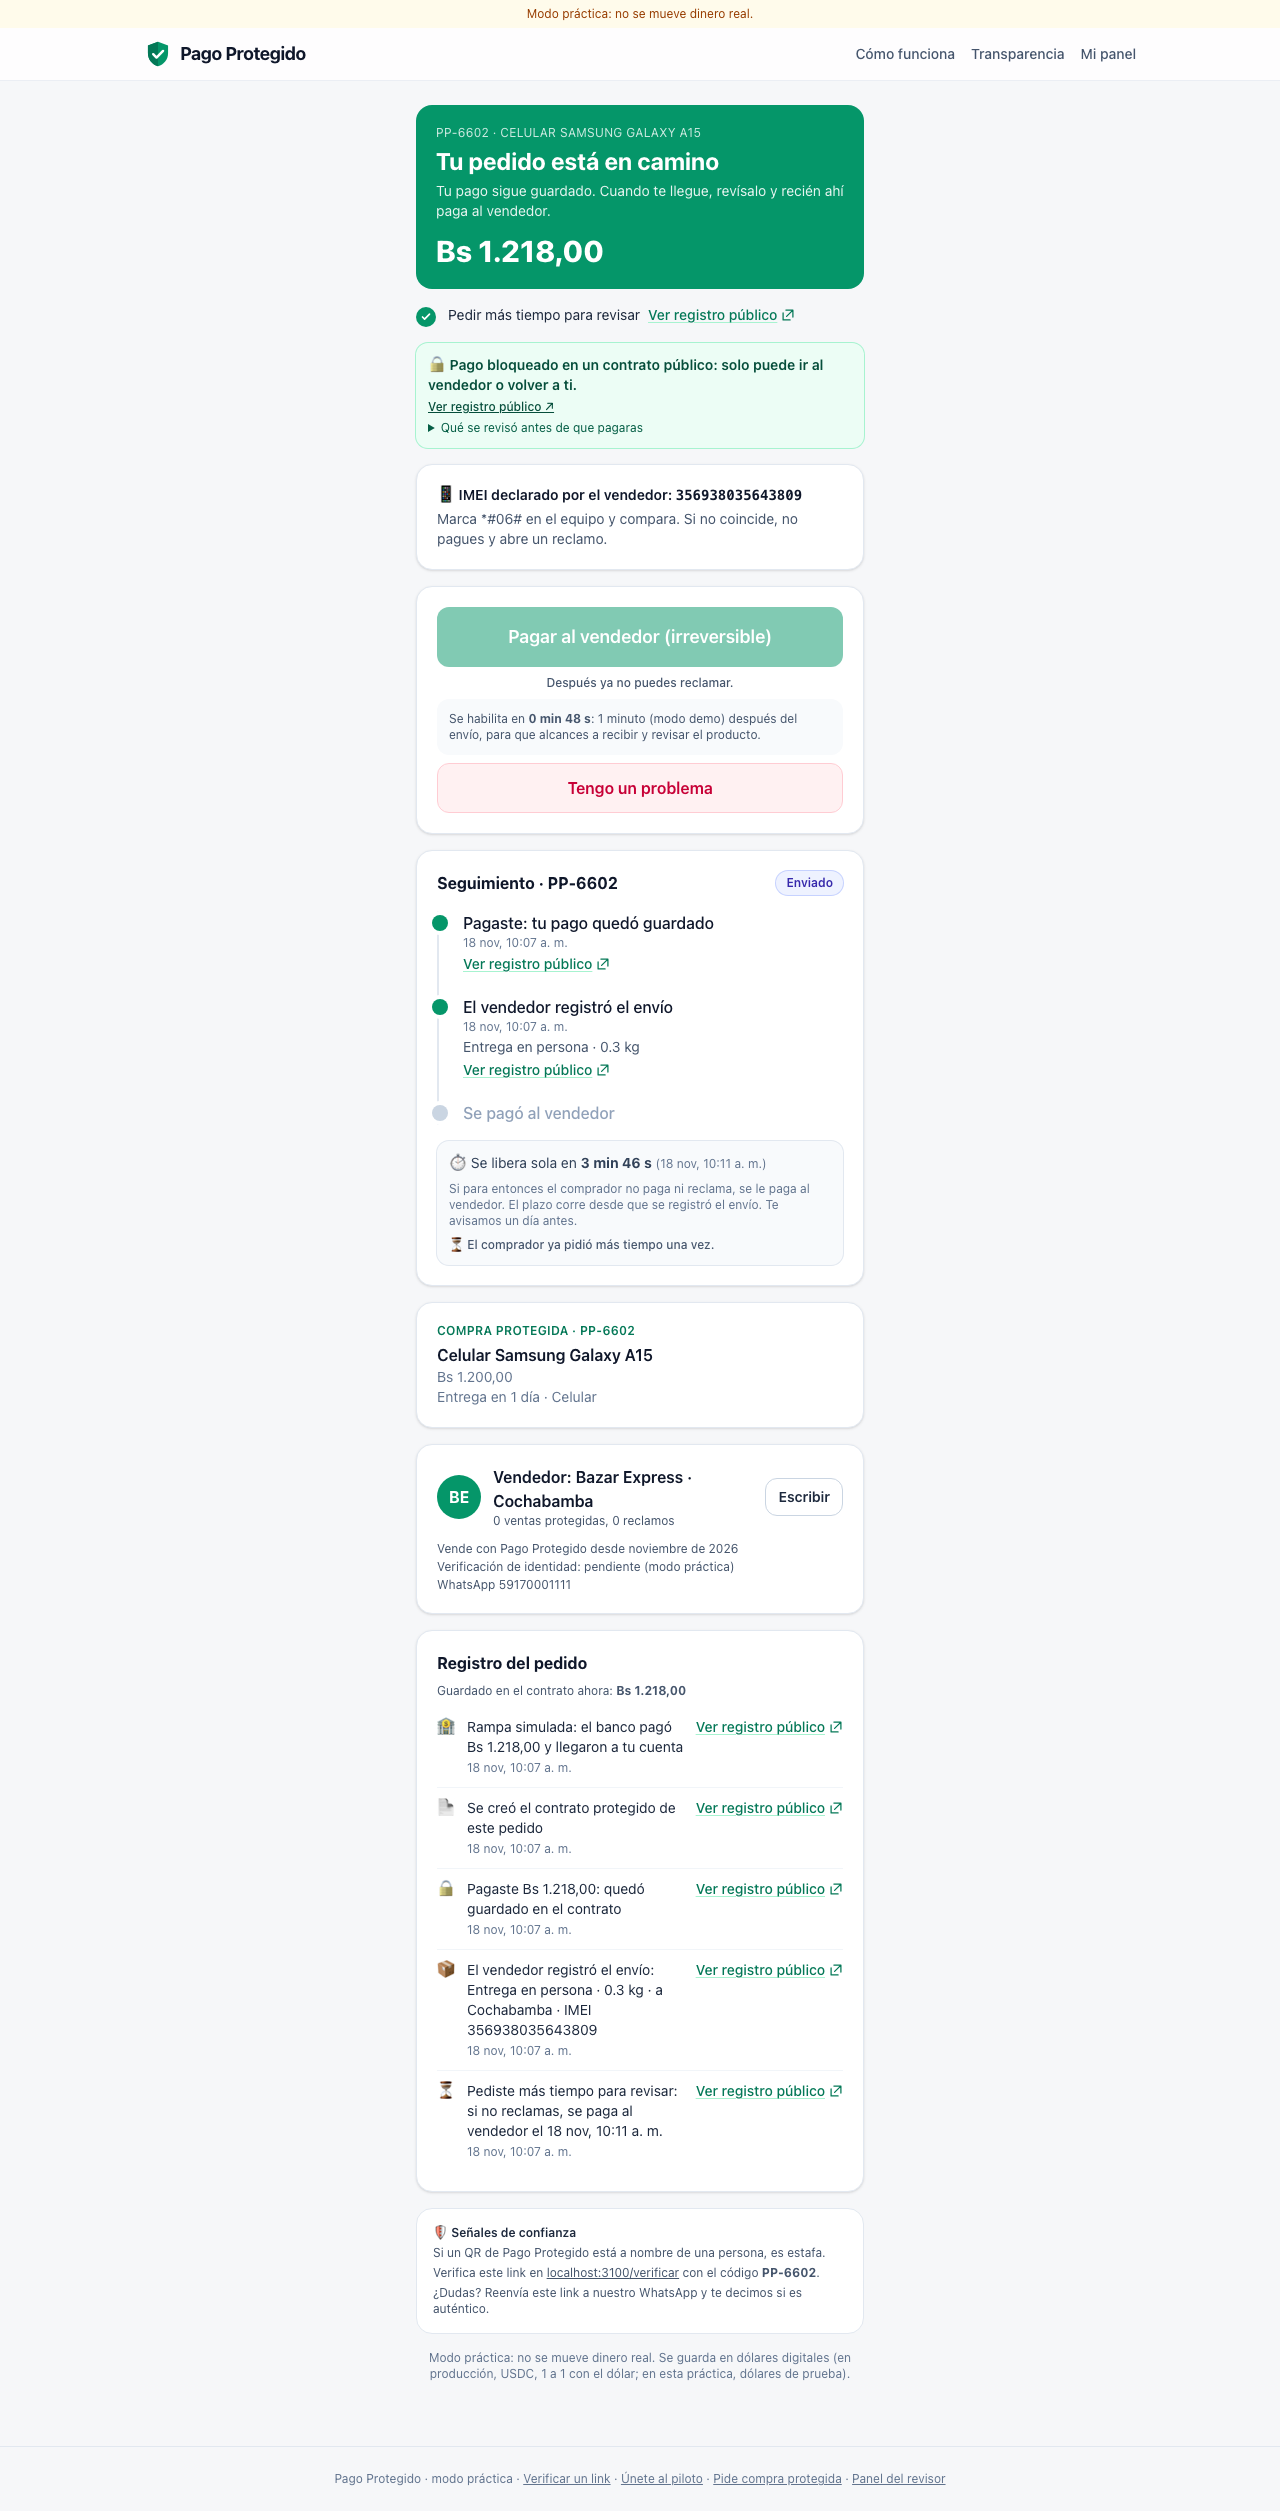 Modo práctica: no se mueve dinero real.
Pago Protegido
Cómo funciona Transparencia Mi panel
PP-6602 · CELULAR SAMSUNG GALAXY A15
Tu pedido está en camino
Tu pago sigue guardado. Cuando te llegue, revísalo y recién ahí
paga al vendedor.
Bs 1.218,00
Pedir más tiempo para revisar Ver registro público
Pago bloqueado en un contrato público: solo puede ir al
vendedor o volver a ti.
Ver registro público ↗
Qué se revisó antes de que pagaras
IMEI declarado por el vendedor: 356938035643809
Marca *#06# en el equipo y compara. Si no coincide, no
pagues y abre un reclamo.
Pagar al vendedor (irreversible)
Después ya no puedes reclamar.
Se habilita en 0 min 48 s: 1 minuto (modo demo) después del
envío, para que alcances a recibir y revisar el producto.
Tengo un problema
Seguimiento · PP-6602
Enviado
Pagaste: tu pago quedó guardado
18 nov, 10:07 a. m.
Ver registro público
El vendedor registró el envío
18 nov, 10:07 a. m.
Entrega en persona · 0.3 kg
Ver registro público
Se pagó al vendedor
Se libera sola en 3 min 46 s (18 nov, 10:11 a. m.)
Si para entonces el comprador no paga ni reclama, se le paga al
vendedor. El plazo corre desde que se registró el envío. Te
avisamos un día antes.
El comprador ya pidió más tiempo una vez.
COMPRA PROTEGIDA · PP-6602
Celular Samsung Galaxy A15
Bs 1.200,00
Entrega en 1 día · Celular
BE
Vendedor: Bazar Express ·
Cochabamba
0 ventas protegidas, 0 reclamos
Escribir
Vende con Pago Protegido desde noviembre de 2026
Verificación de identidad: pendiente (modo práctica)
WhatsApp 59170001111
Registro del pedido
Guardado en el contrato ahora: Bs 1.218,00
Rampa simulada: el banco pagó
Bs 1.218,00 y llegaron a tu cuenta
18 nov, 10:07 a. m.
Ver registro público
Se creó el contrato protegido de
este pedido
18 nov, 10:07 a. m.
Ver registro público
Pagaste Bs 1.218,00: quedó
guardado en el contrato
18 nov, 10:07 a. m.
Ver registro público
El vendedor registró el envío:
Entrega en persona · 0.3 kg · a
Cochabamba · IMEI
356938035643809
18 nov, 10:07 a. m.
Ver registro público
Pediste más tiempo para revisar:
si no reclamas, se paga al
vendedor el 18 nov, 10:11 a. m.
18 nov, 10:07 a. m.
Ver registro público
Señales de confianza
Si un QR de Pago Protegido está a nombre de una persona, es estafa.
Verifica este link en localhost:3100/verificar con el código PP-6602.
¿Dudas? Reenvía este link a nuestro WhatsApp y te decimos si es
auténtico.
Modo práctica: no se mueve dinero real. Se guarda en dólares digitales (en
producción, USDC, 1 a 1 con el dólar; en esta práctica, dólares de prueba).
Pago Protegido · modo práctica · Verificar un link · Únete al piloto · Pide compra protegida · Panel del revisor